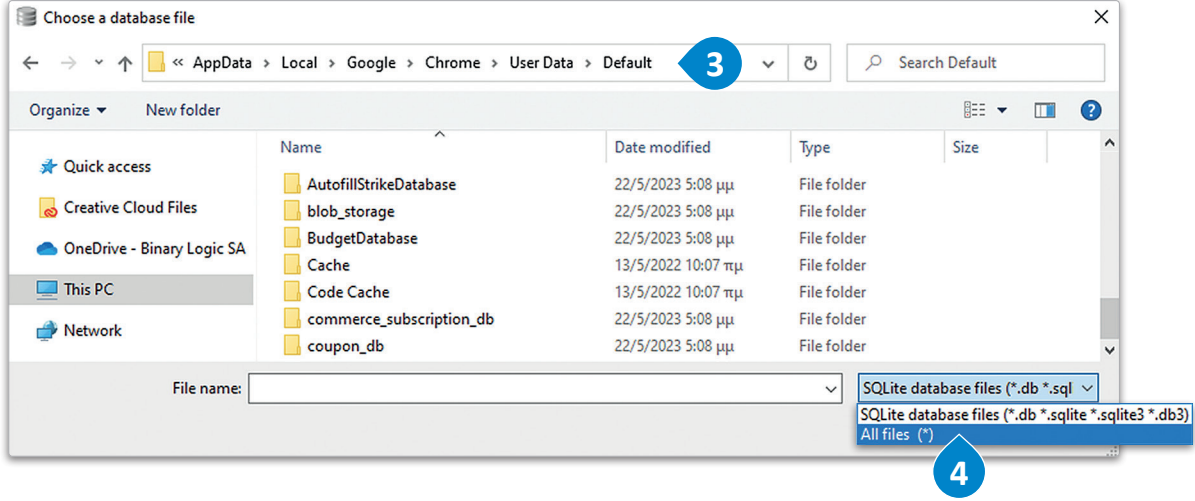 Choose a database file
« AppData > Local > Google > Chrome > User Data > Default
3
Search Default
Organize
New folder
?
Name Date modified Type Size
Quick access
Creative Cloud Files
OneDrive - Binary Logic SA
This PC
Network
AutofillStrikeDatabase 22/5/2023 5:08 μμ File folder
blob_storage 22/5/2023 5:08 μμ File folder
BudgetDatabase 22/5/2023 5:08 μμ File folder
Cache 13/5/2022 10:07 πμ File folder
Code Cache 13/5/2022 10:07 πμ File folder
commerce_subscription_db 22/5/2023 5:08 μμ File folder
coupon_db 22/5/2023 5:08 μμ File folder
File name:
SQLite database files (*.db *.sql
SQLite database files (*.db *.sqlite *.sqlite3 *.db3)
All files (*)
4